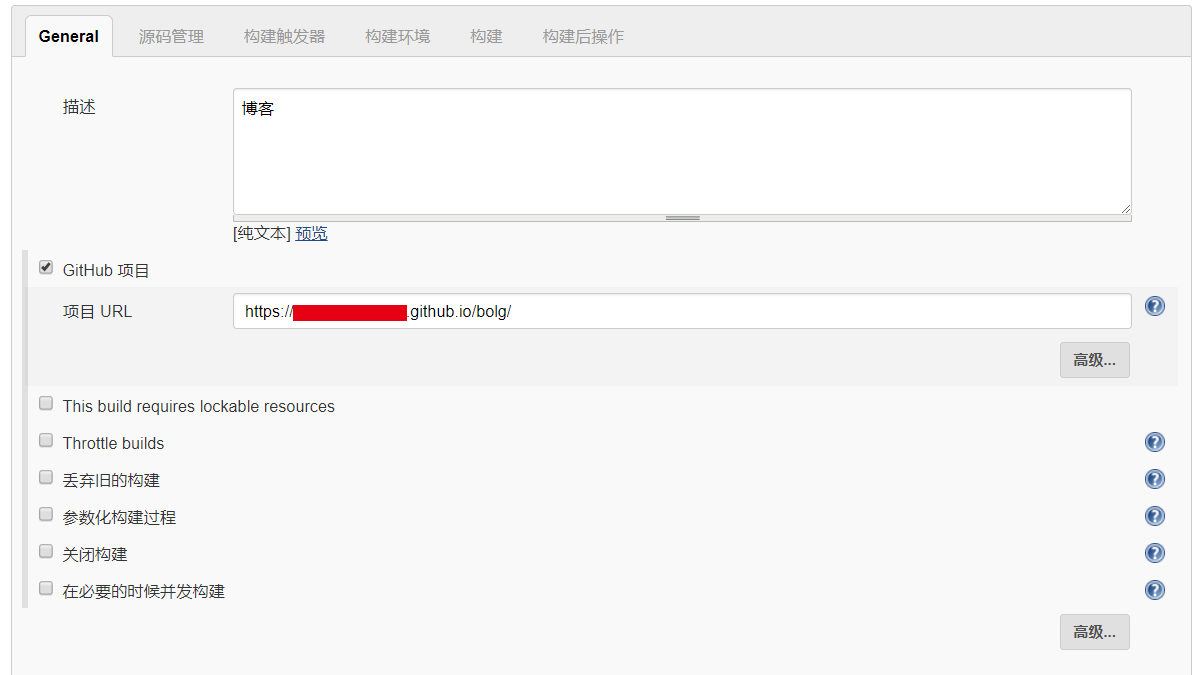 General 源码管理 构建触发器 构建环境 构建 构建后操作
描述
博客
[纯文本] 预览
GitHub 项目
项目 URL
https:// .github.io/bolg/
高级...
This build requires lockable resources
Throttle builds
丢弃旧的构建
参数化构建过程
关闭构建
在必要的时候并发构建
高级...